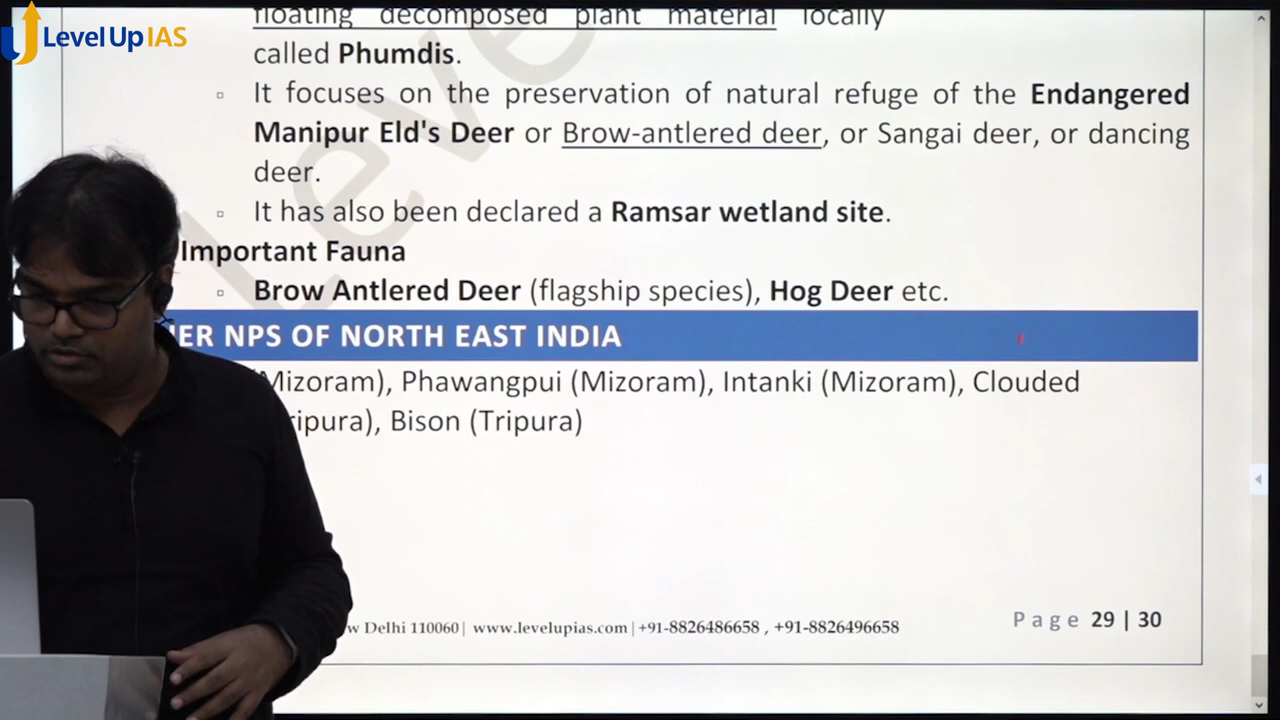 Level Up IAS
floating decomposed plant material locally
called Phumdis.
▫ It focuses on the preservation of natural refuge of the Endangered
Manipur Eld's Deer or Brow-antlered deer, or Sangai deer, or dancing
deer.
▫ It has also been declared a Ramsar wetland site.
Important Fauna
▫ Brow Antlered Deer (flagship species), Hog Deer etc.
NPS OF NORTH EAST INDIA
(Mizoram), Phawangpui (Mizoram), Intanki (Mizoram), Clouded
Bison (Tripura)
Delhi 110060| www.levelupias.com | +91-8826486658 , +91-8826496658
Page 29 | 30